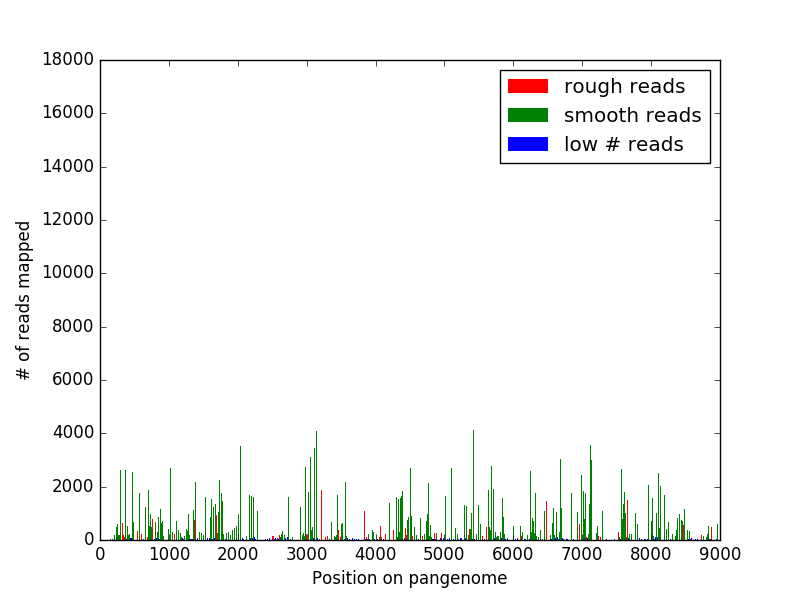 18000
16000
14000
12000
10000
8000
6000
4000
2000
0
# of reads mapped
rough reads
smooth reads
low # reads
0 1000 2000 3000 4000 5000 6000 7000 8000 9000
Position on pangenome